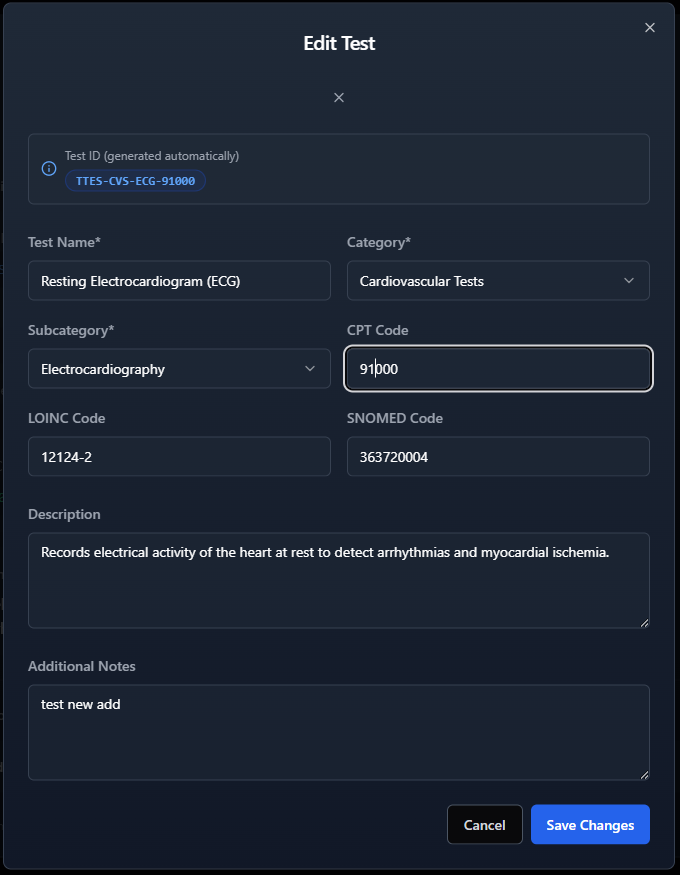 Edit Test
Test ID (generated automatically)
TTES-CVS-ECG-91000
Test Name*
Category*
Resting Electrocardiogram (ECG)
Cardiovascular Tests
Subcategory*
CPT Code
Electrocardiography
91000
LOINC Code
SNOMED Code
12124-2
363720004
Description
Records electrical activity of the heart at rest to detect arrhythmias and myocardial ischemia.
Additional Notes
test new add
Cancel
Save Changes